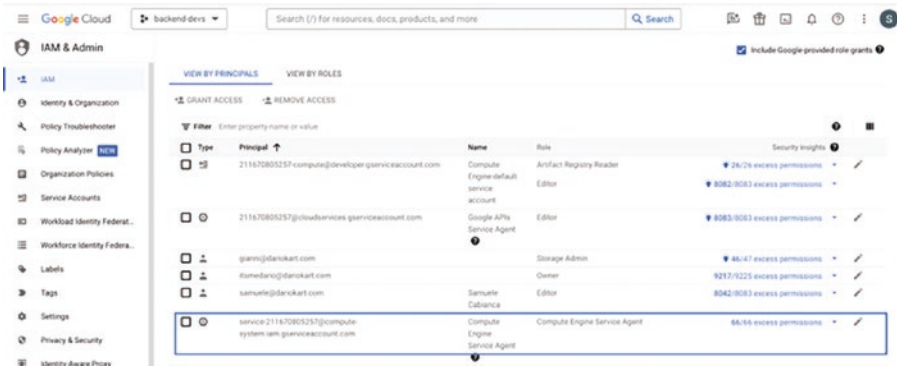 Google Cloud
backend-devs
Search (/) for resources, docs, products, and more
Search
S
IAM & Admin
Include Google-provided role grants
IAM
Identity & Organization
Policy Troubleshooter
Policy Analyzer NEW
Organization Policies
Service Accounts
Workload Identity Federat...
Workforce Identity Federa...
Labels
Tags
Settings
Privacy & Security
Identity-Aware Proxy
VIEW BY PRINCIPALS VIEW BY ROLES
GRANT ACCESS REMOVE ACCESS
Filter Enter property name or value
Type Principal Name Role Security insights
211670805257-compute@developer.gserviceaccount.com Compute Artifact Registry Reader 26/26 excess permissions
Engine default
service Editor 8082/8083 excess permissions
account
211670805257@cloudservices.gserviceaccount.com Google APIs Editor 8083/8083 excess permissions
Service Agent
gianni@dariokart.com Storage Admin 46/47 excess permissions
itsmedario@dariokart.com Owner 9217/9225 excess permissions
samuele@dariokart.com Samuele Editor 8042/8083 excess permissions
Cabianca
service-211670805257@compute- Compute Compute Engine Service Agent 66/66 excess permissions
system.iam.gserviceaccount.com Engine
Service Agent